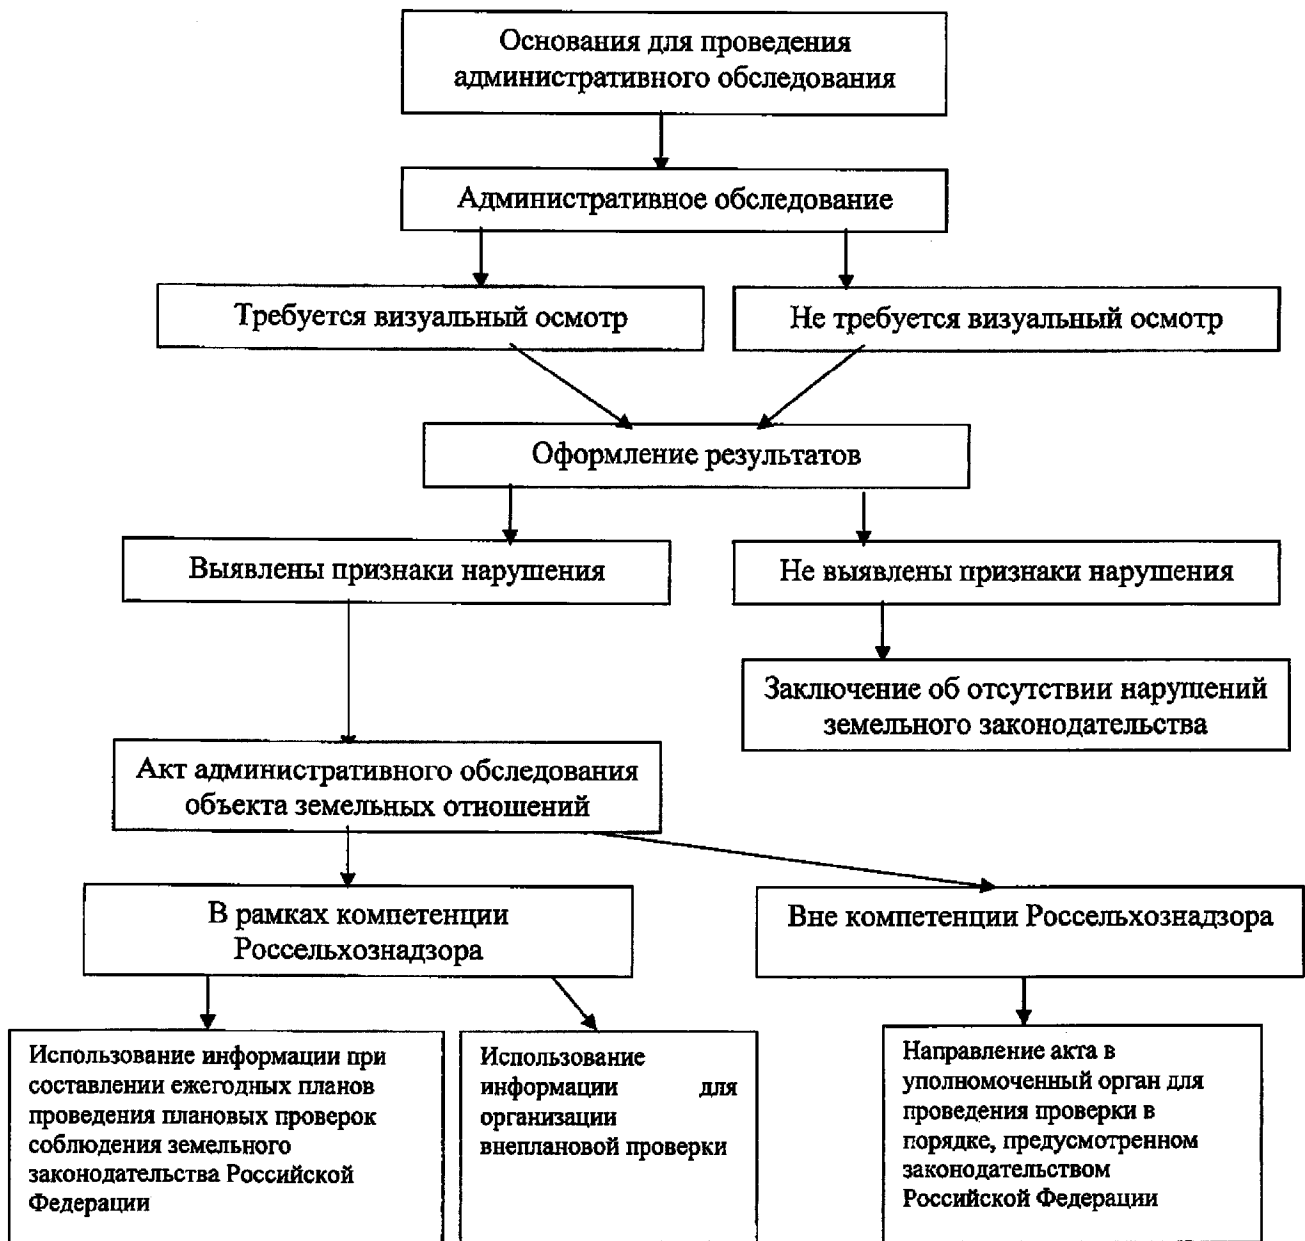 Основания для проведения
административного обследования
Административное обследование
Требуется визуальный осмотр
Не требуется визуальный осмотр
Оформление результатов
Выявлены признаки нарушения
Не выявлены признаки нарушения
Заключение об отсутствии нарушений
земельного законодательства
Акт административного обследования
объекта земельных отношений
В рамках компетенции
Россельхознадзора
Вне компетенции Россельхознадзора
Использование информации при
составлении ежегодных планов
проведения плановых проверок
соблюдения земельного
законодательства Российской
Федерации
Использование
информации для
организации
внеплановой проверки
Направление акта в
уполномоченный орган для
проведения проверки в
порядке, предусмотренном
законодательством
Российской Федерации